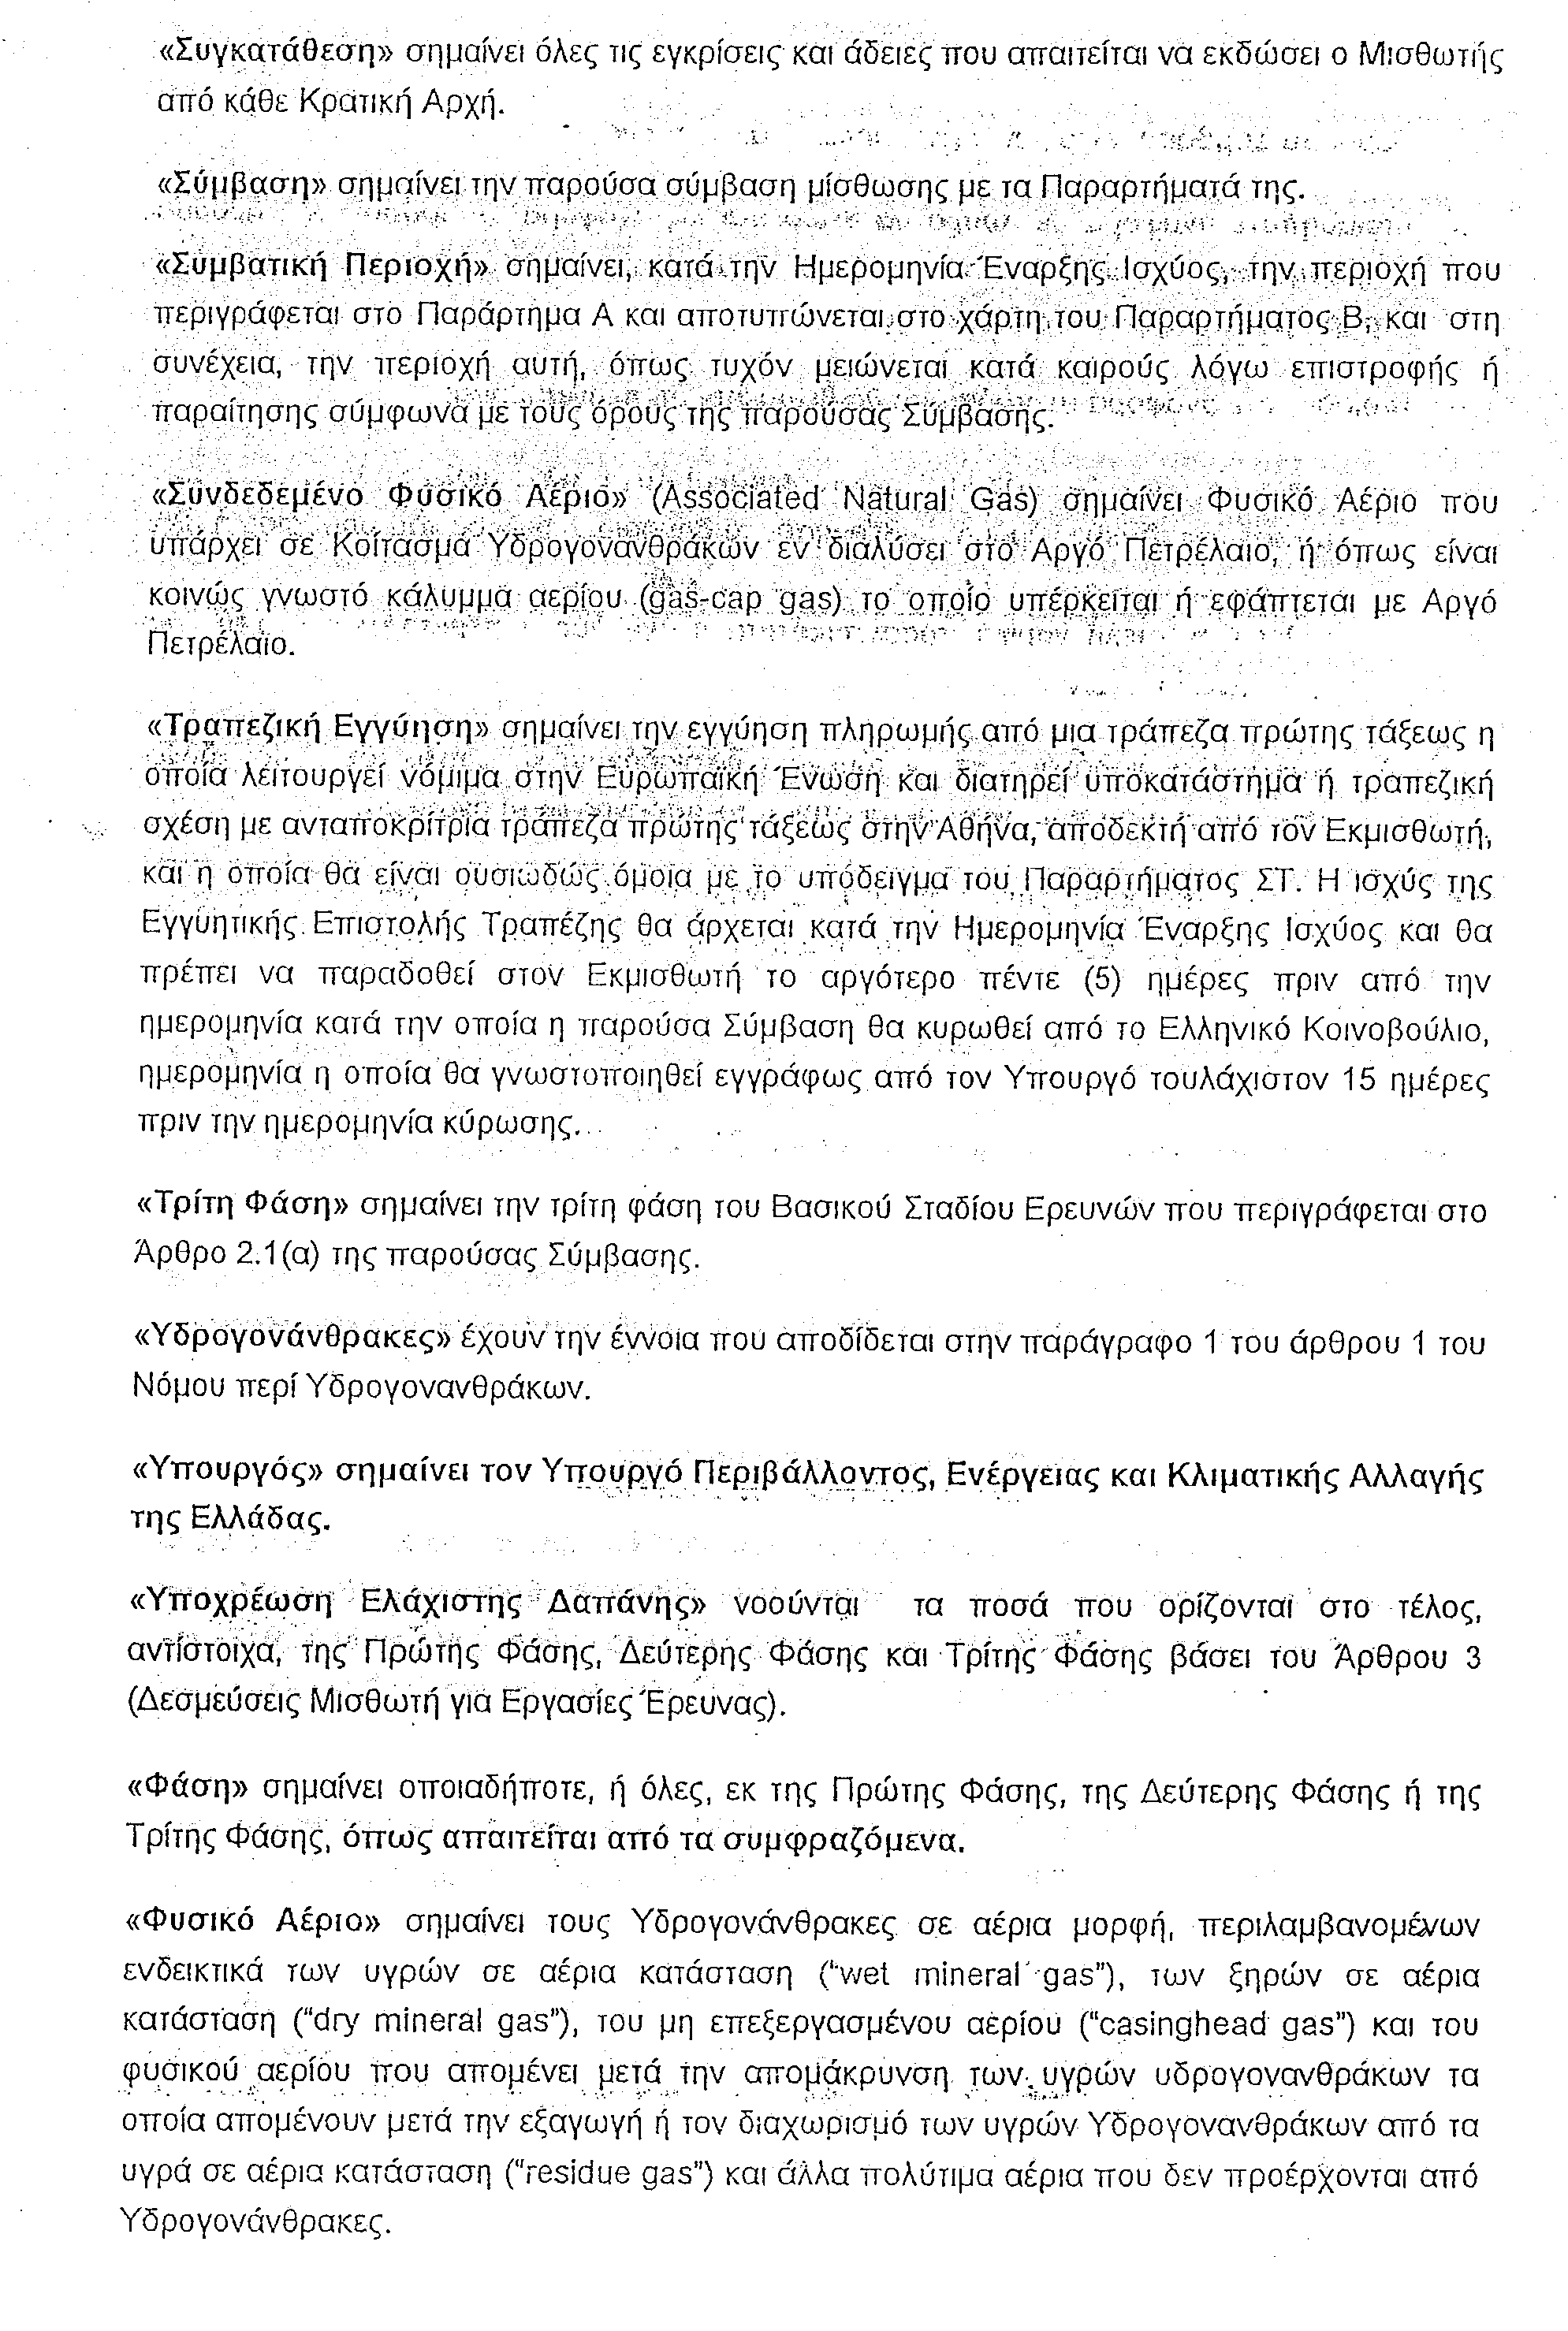 «Συγκατάθεση» σημαίνει όλες τις εγκρίσεις και άδειες που απαιτείται να εκδώσει ο Μισθωτής
από κάθε Κρατική Αρχή.
«Σύμβαση» σημαίνει την παρούσα σύμβαση μίσθωσης με τα Παραρτήματά της.
«Συμβατική Περιοχή» σημαίνει, κατά την Ημερομηνία Έναρξης Ισχύος, την περιοχή που
περιγράφεται στο Παράρτημα Α και αποτυπώνεται στο χάρτη του Παραρτήματος Β, και στη
συνέχεια, την περιοχή αυτή, όπως τυχόν μειώνεται κατά καιρούς λόγω επιστροφής ή
παραίτησης σύμφωνα με τους όρους της παρούσας Σύμβασης.
«Συνδεδεμένο Φυσικό Αέριο» (Associated Natural Gas) σημαίνει Φυσικό Αέριο που
υπάρχει σε Κοίτασμα Υδρογονανθράκων εν διαλύσει στο Αργό Πετρέλαιο, ή όπως είναι
κοινώς γνωστό κάλυμμα αερίου (gas-cap gas) το οποίο υπέρκειται ή εφάπτεται με Αργό
Πετρέλαιο.
«Τραπεζική Εγγύηση» σημαίνει την εγγύηση πληρωμής από μια τράπεζα πρώτης τάξεως η
οποία λειτουργεί νόμιμα στην Ευρωπαϊκή Ένωση και διατηρεί υποκατάστημα ή τραπεζική
σχέση με ανταποκρίτρια τράπεζα πρώτης τάξεως στην Αθήνα, αποδεκτή από τον Εκμισθωτή,
και η οποία θα είναι ουσιωδώς όμοια με το υπόδειγμα του Παραρτήματος ΣΤ. Η ισχύς της
Εγγυητικής Επιστολής Τραπέζης θα άρχεται κατά την Ημερομηνία Έναρξης Ισχύος και θα
πρέπει να παραδοθεί στον Εκμισθωτή το αργότερο πέντε (5) ημέρες πριν από την
ημερομηνία κατά την οποία η παρούσα Σύμβαση θα κυρωθεί από το Ελληνικό Κοινοβούλιο,
ημερομηνία η οποία θα γνωστοποιηθεί εγγράφως από τον Υπουργό τουλάχιστον 15 ημέρες
πριν την ημερομηνία κύρωσης.
«Τρίτη Φάση» σημαίνει την τρίτη φάση του Βασικού Σταδίου Ερευνών που περιγράφεται στο
Άρθρο 2.1(α) της παρούσας Σύμβασης.
«Υδρογονάνθρακες» έχουν την έννοια που αποδίδεται στην παράγραφο 1 του άρθρου 1 του
Νόμου περί Υδρογονανθράκων.
«Υπουργός» σημαίνει τον Υπουργό Περιβάλλοντος, Ενέργειας και Κλιματικής Αλλαγής
της Ελλάδας.
«Υποχρέωση Ελάχιστης Δαπάνης» νοούνται τα ποσά που ορίζονται στο τέλος,
αντίστοιχα, της Πρώτης Φάσης, Δεύτερης Φάσης και Τρίτης Φάσης βάσει του Άρθρου 3
(Δεσμεύσεις Μισθωτή για Εργασίες Έρευνας).
«Φάση» σημαίνει οποιαδήποτε, ή όλες, εκ της Πρώτης Φάσης, της Δεύτερης Φάσης ή της
Τρίτης Φάσης, όπως απαιτείται από τα συμφραζόμενα.
«Φυσικό Αέριο» σημαίνει τους Υδρογονάνθρακες σε αέρια μορφή, περιλαμβανομένων
ενδεικτικά των υγρών σε αέρια κατάσταση ("wet mineral gas"), των ξηρών σε αέρια
κατάσταση ("dry mineral gas"), του μη επεξεργασμένου αερίου ("casinghead gas") και του
φυσικού αερίου που απομένει μετά την απομάκρυνση των υγρών υδρογονανθράκων τα
οποία απομένουν μετά την εξαγωγή ή τον διαχωρισμό των υγρών Υδρογονανθράκων από τα
υγρά σε αέρια κατάσταση ("residue gas") και άλλα πολύτιμα αέρια που δεν προέρχονται από
Υδρογονάνθρακες.